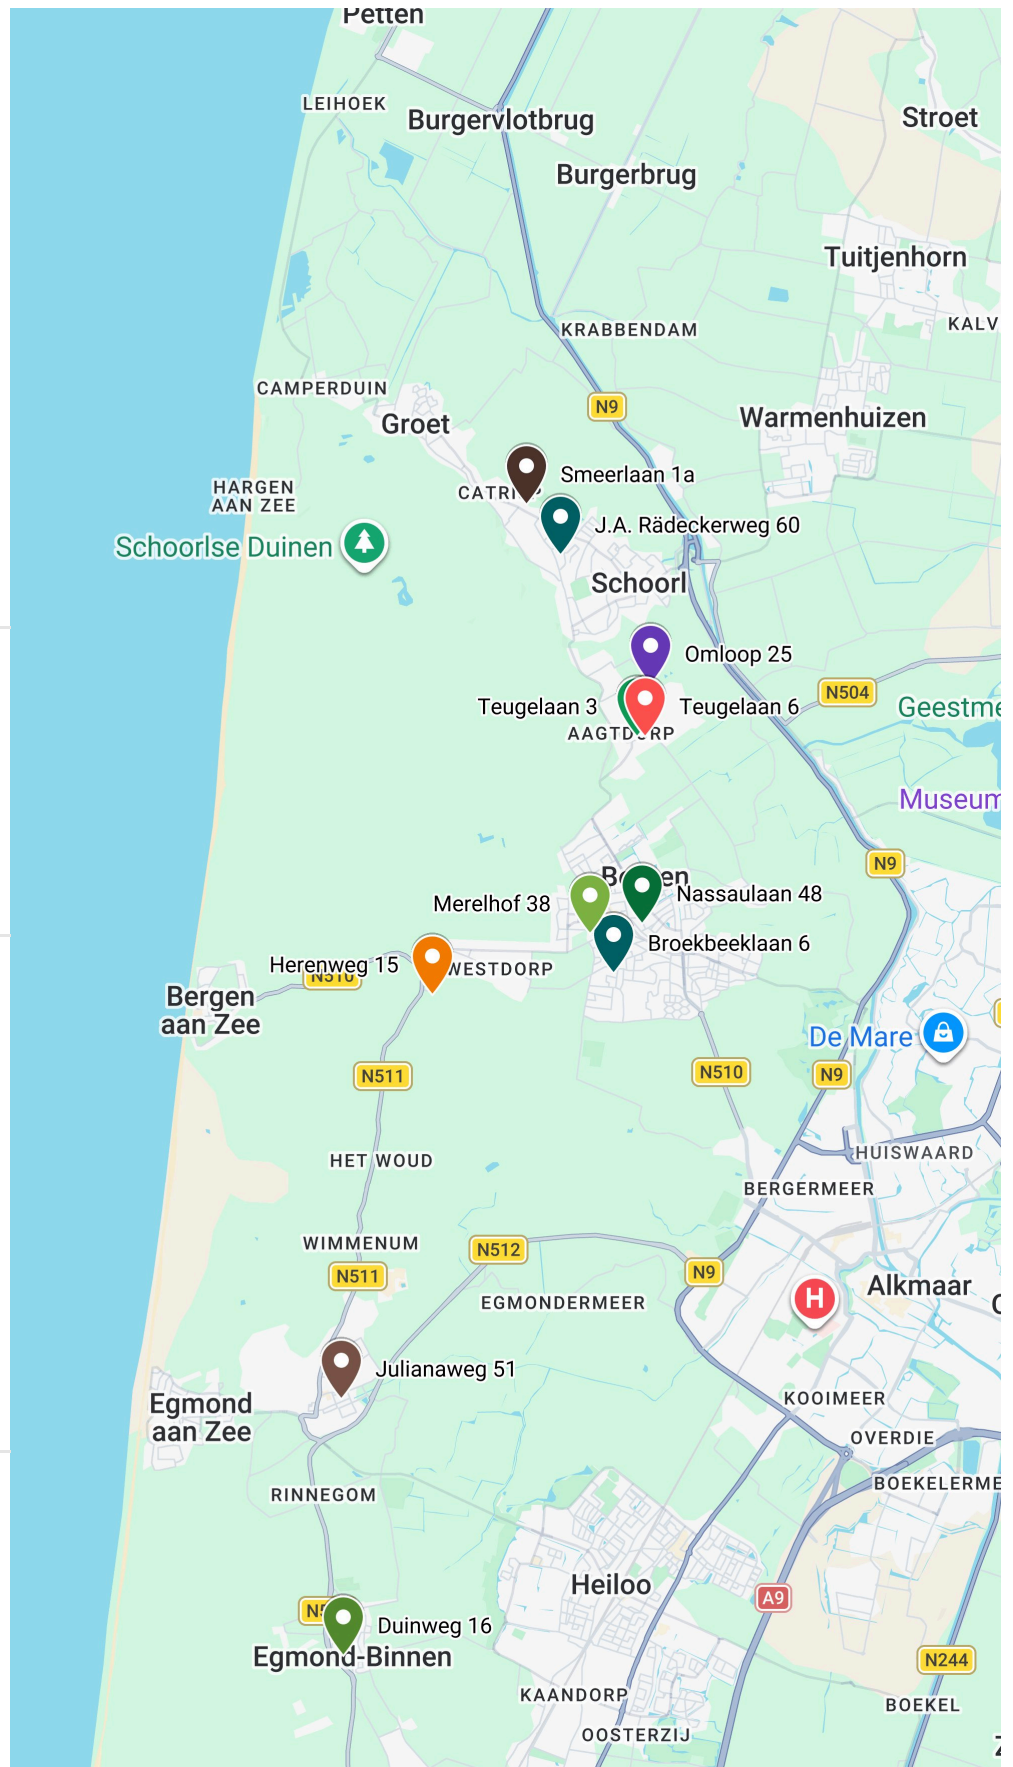 Petten
LEIHOEK
Burgervlotbrug
Stroet
Burgerbrug
Tuitjenhorn
KALV
KRABBENDAM
CAMPERDUIN
N9
Groet
Warmenhuizen
Smeerlaan 1a
HARGEN
AAN ZEE
J.A. Rädeckerweg 60
Schoorlse Duinen
Schoorl
Omloop 25
N504
Teugelaan 3
Teugelaan 6
Geestme
Museum
N9
Merelhof 38
Nassaulaan 48
Broekbeeklaan 6
Herenweg 15
WESTDORP
N510
Bergen
aan Zee
De Mare
N511
N510
N9
HUISWAARD
HET WOUD
BERGERMEER
WIMMENUM
N512
N511
N9
H
Alkmaar
EGMONDERMEER
Julianaweg 51
Egmond
aan Zee
KOOIMEER
OVERDIE
BOEKELERME
RINNEGOM
Heiloo
A9
Duinweg 16
Egmond-Binnen
N244
KAANDORP
BOEKEL
OOSTERZIJ